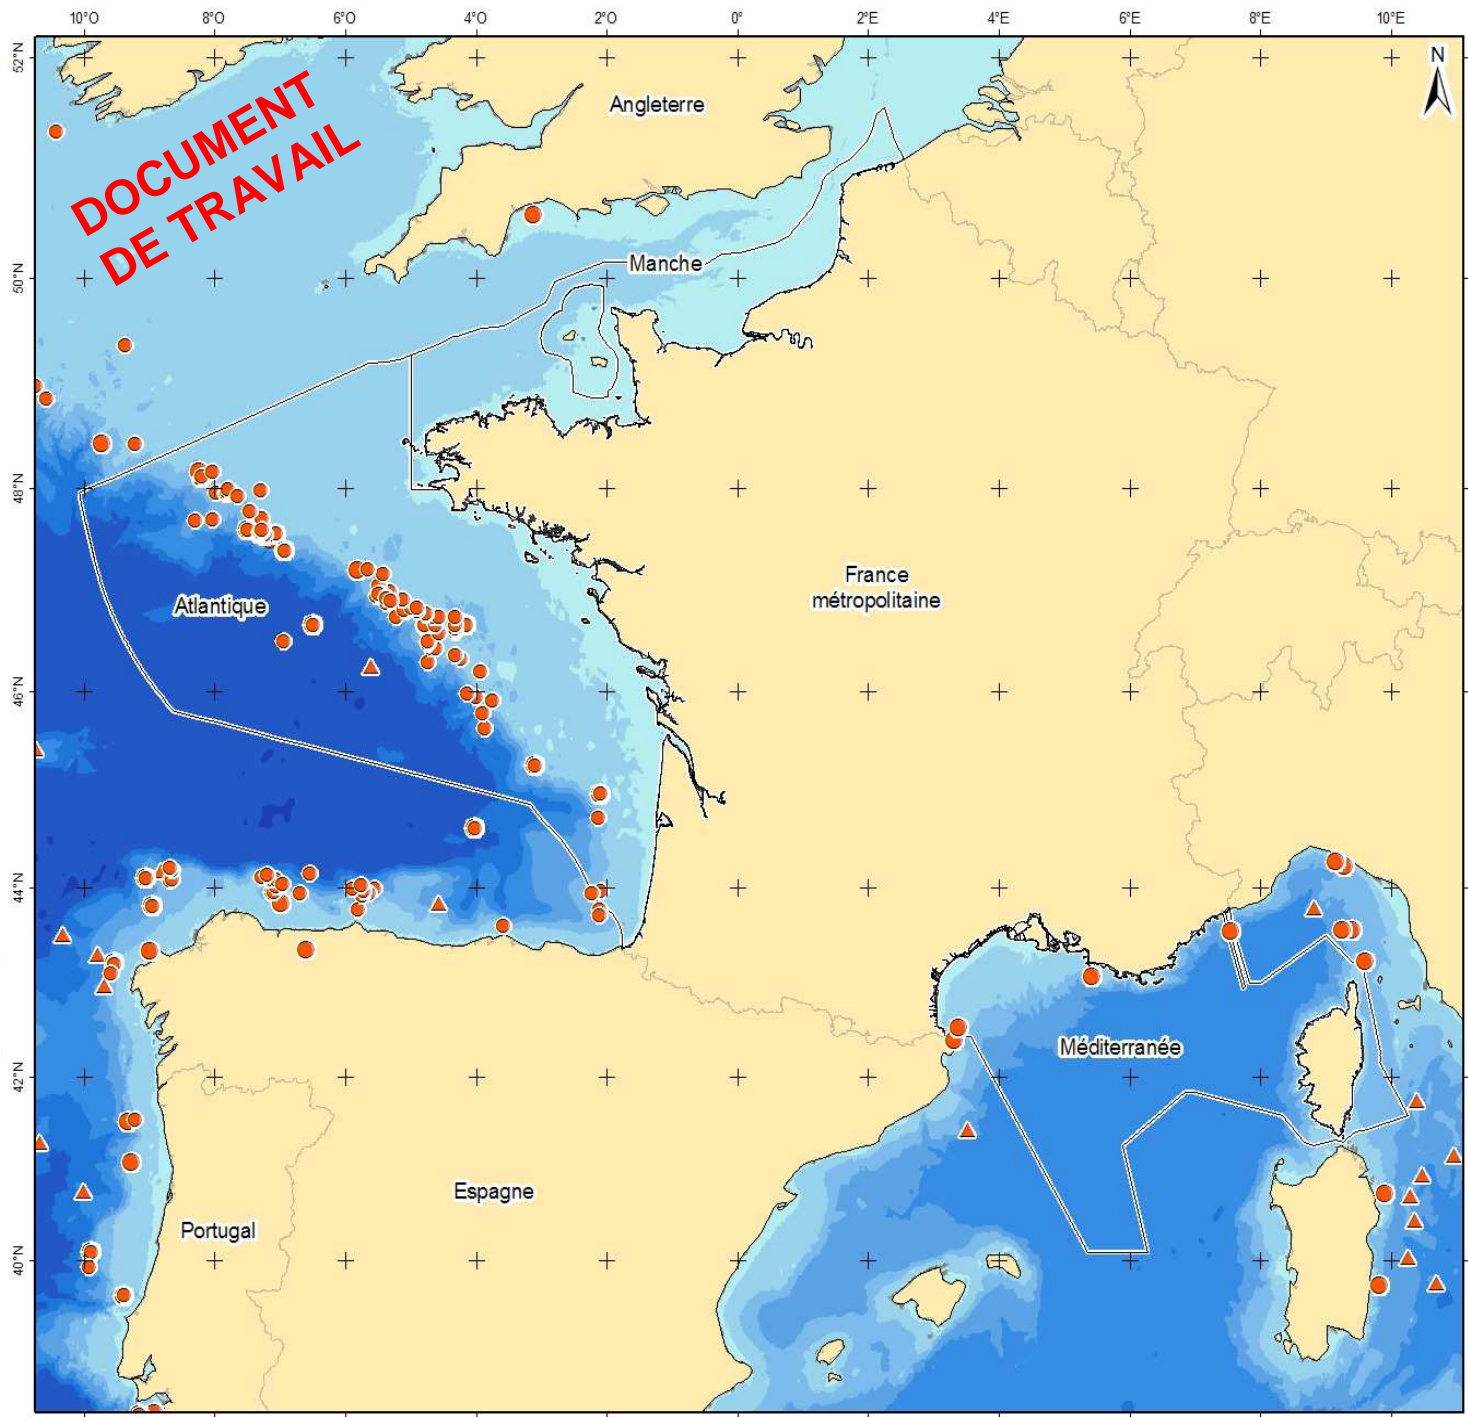 10°O 8°O 6°O 4°O 2°O 0° 2°E 4°E 6°E 8°E 10°E
52°N
N
Angleterre
DOCUMENT
DE TRAVAIL
50°N
Manche
48°N
France
métropolitaine
Atlantique
46°N
44°N
42°N
Méditerranée
Espagne
Portugal
40°N